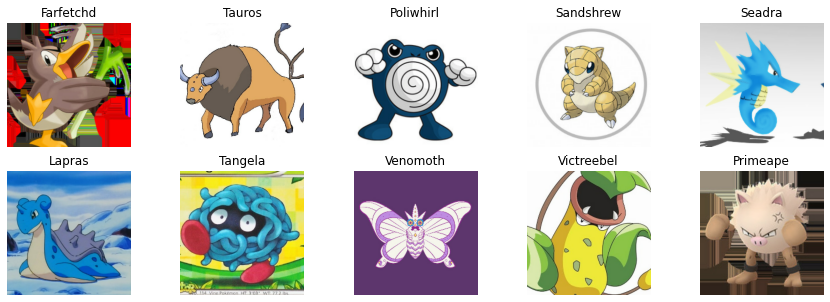 Farfetchd
Tauros
Poliwhirl
Sandshrew
Seadra
Lapras
Tangela
Venomoth
Victreebel
Primeape